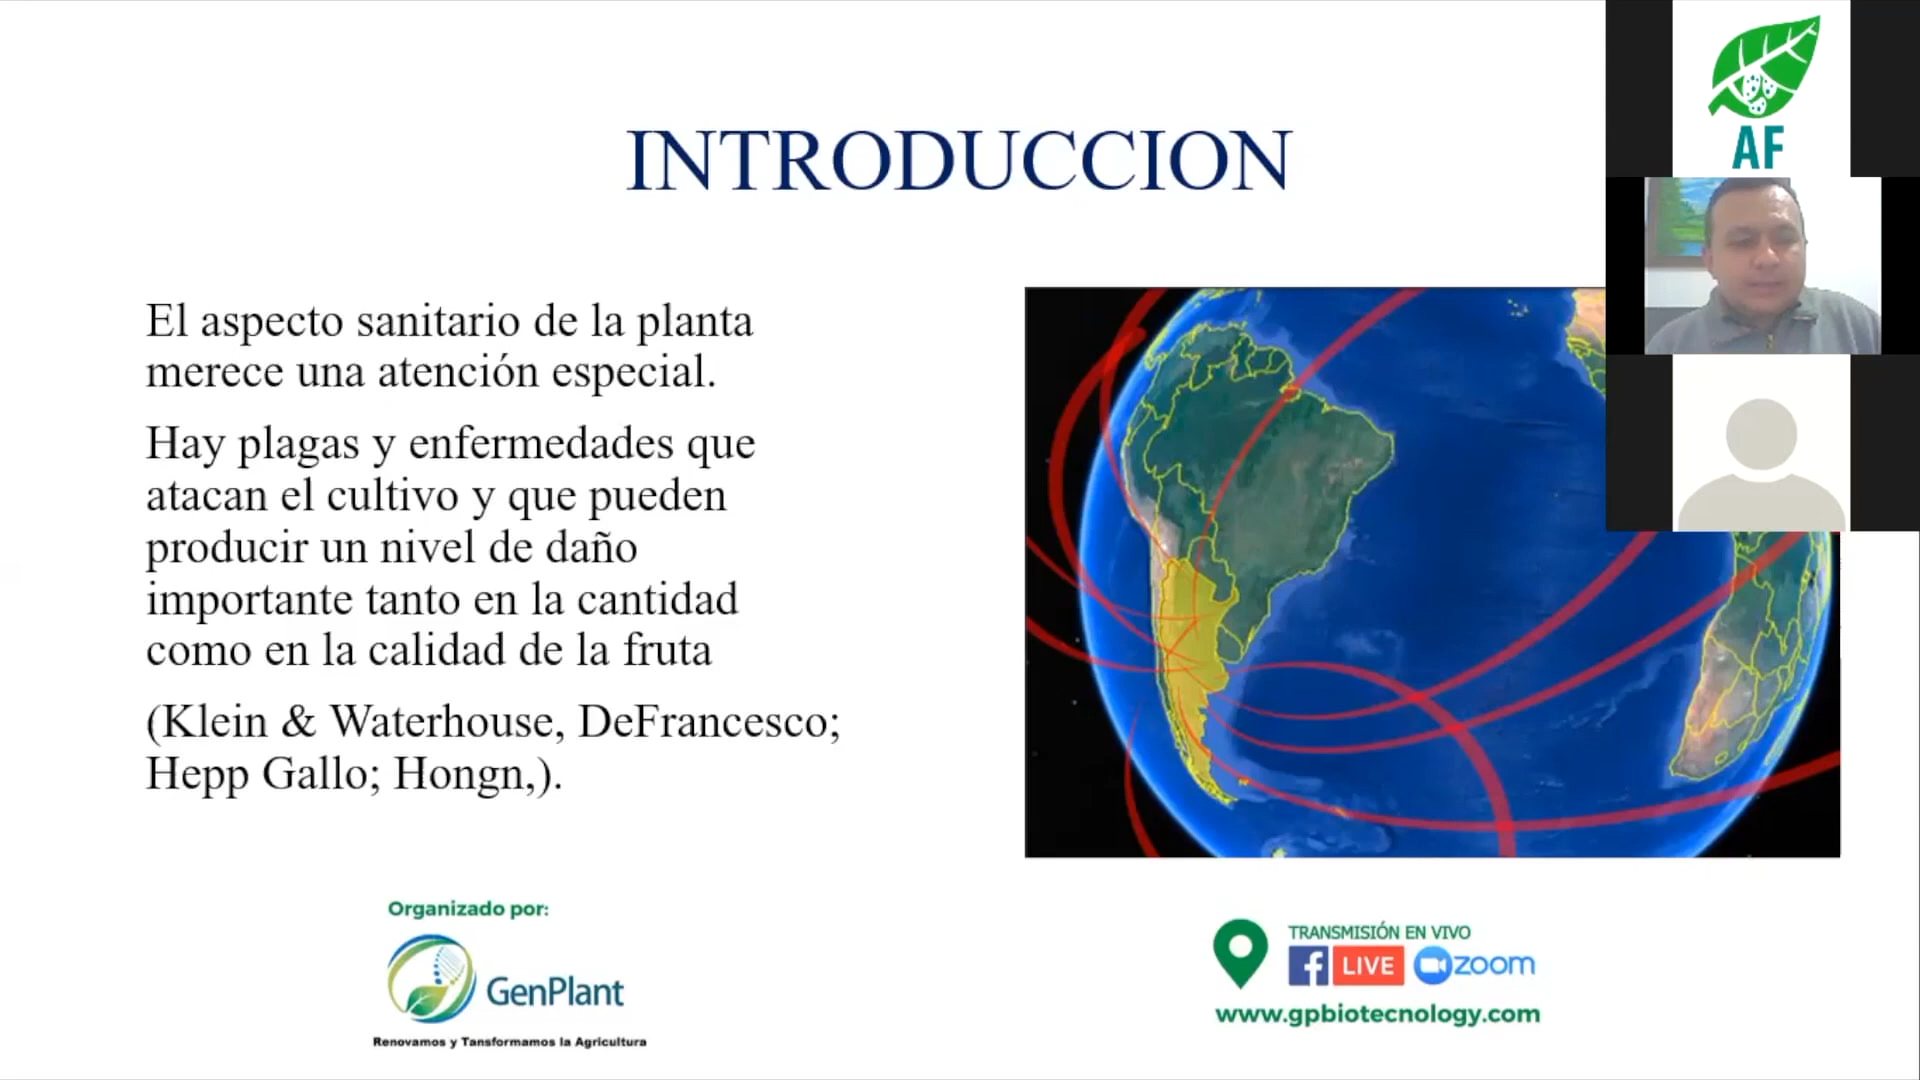 INTRODUCCION
El aspecto sanitario de la planta
merece una atención especial.
Hay plagas y enfermedades que
atacan el cultivo y que pueden
producir un nivel de daño
importante tanto en la cantidad
como en la calidad de la fruta
(Klein & Waterhouse, DeFrancesco;
Hepp Gallo; Hongn,).
AF
Organizado por:
GenPlant
Renovamos y Tansformamos la Agricultura
TRANSMISIÓN EN VIVO
f LIVE zoom
www.gpbiotecnology.com